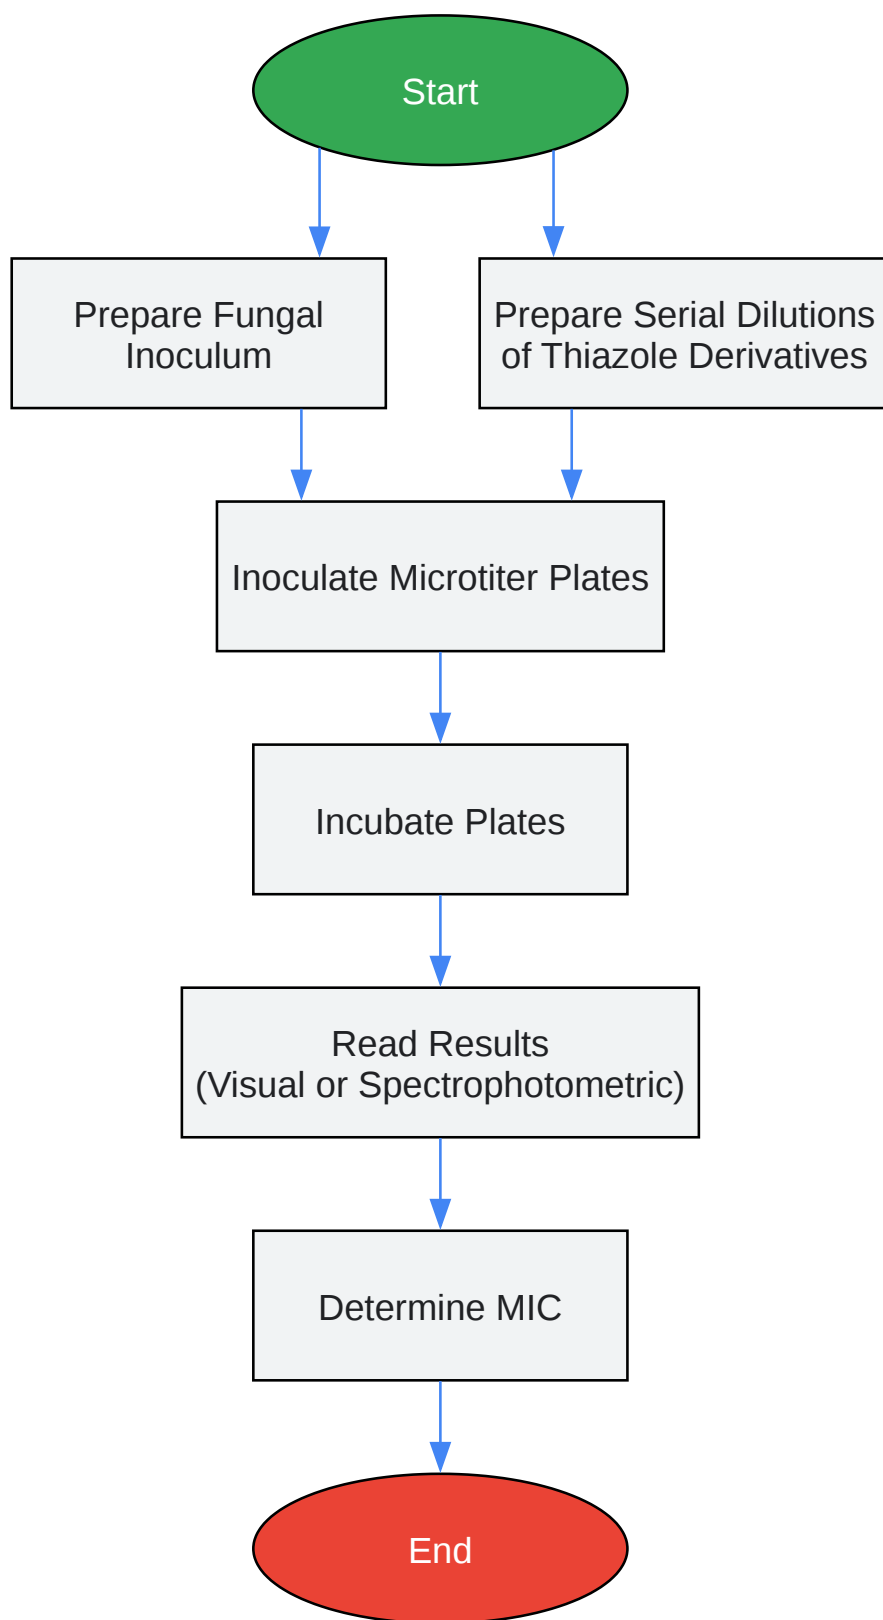 Start
Prepare Fungal
Inoculum
Prepare Serial Dilutions
of Thiazole Derivatives
Inoculate Microtiter Plates
Incubate Plates
Read Results
(Visual or Spectrophotometric)
Determine MIC
End